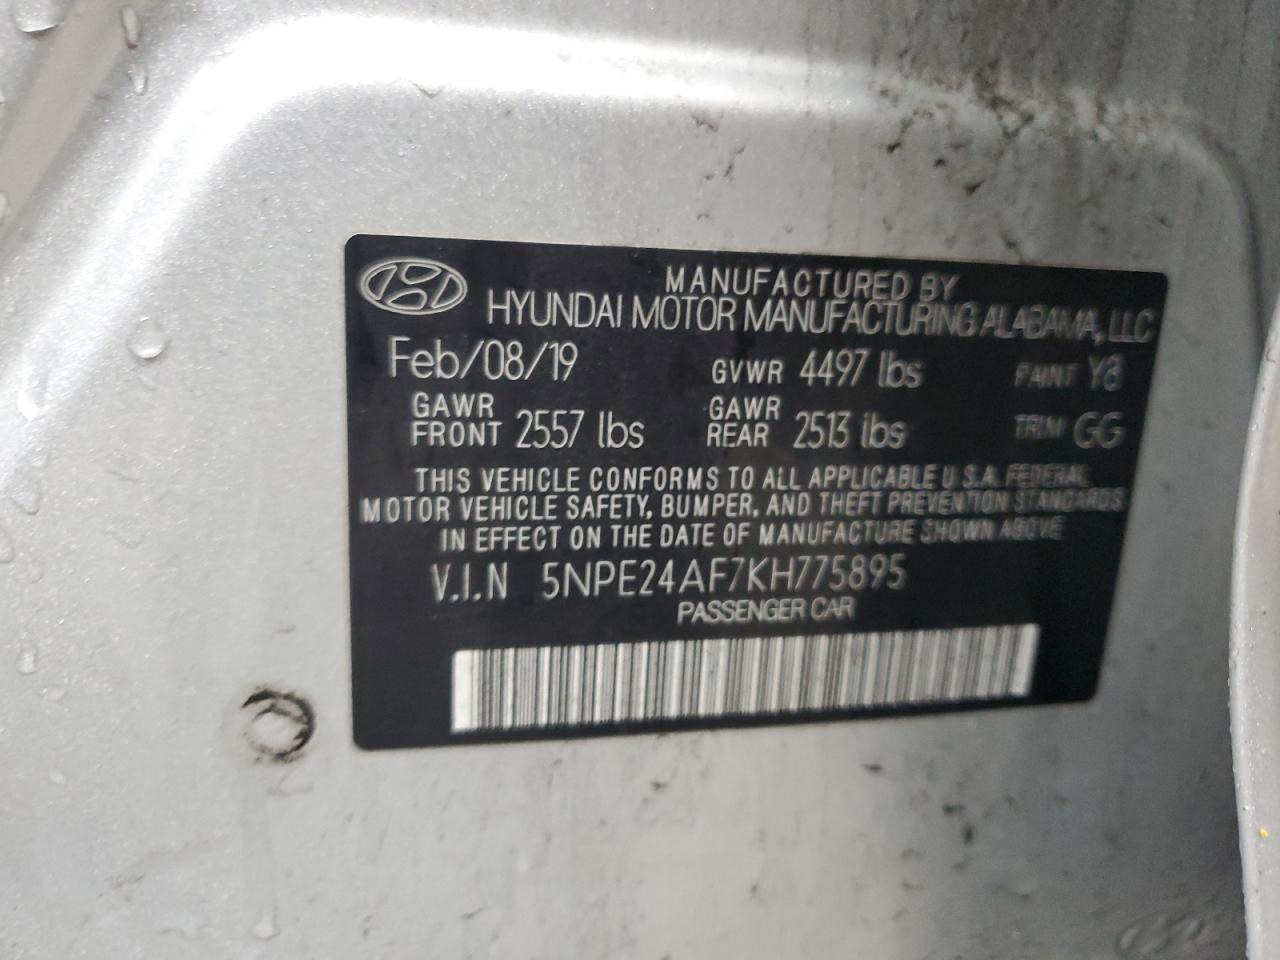 MANUFACTURED BY
HYUNDAI MOTOR MANUFACTURING ALABAMA, LLC
Feb/08/19 GVWR 4497 lbs PAINT Y8
GAWR FRONT 2557 lbs GAWR REAR 2513 lbs TRIM GG
THIS VEHICLE CONFORMS TO ALL APPLICABLE U.S.A. FEDERAL
MOTOR VEHICLE SAFETY, BUMPER, AND THEFT PREVENTION STANDARDS
IN EFFECT ON THE DATE OF MANUFACTURE SHOWN ABOVE
V.I.N 5NPE24AF7KH775895
PASSENGER CAR